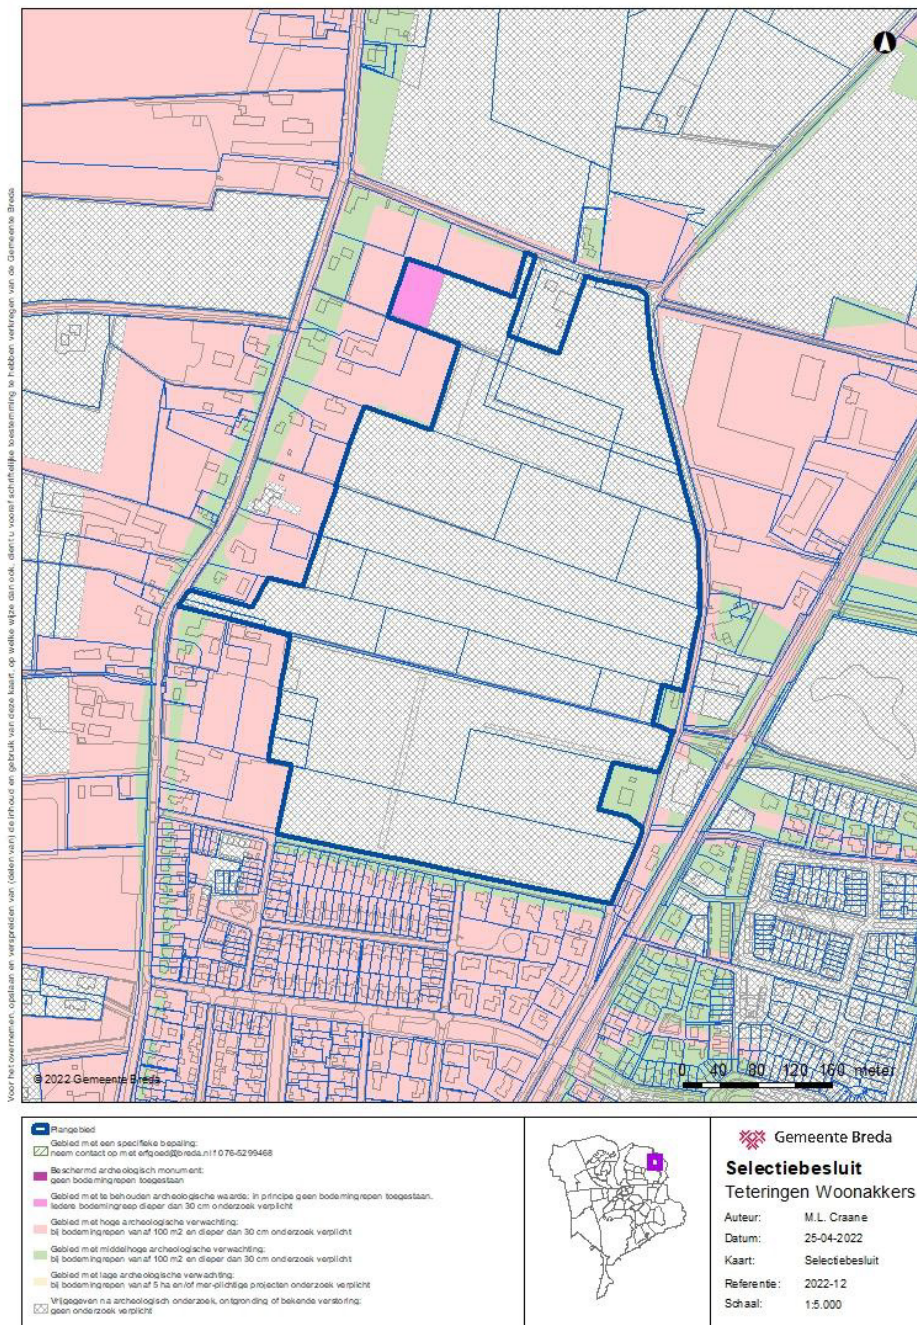 Voor het overnemen, opslaan en verspreiden van (delen van) de inhoud en gebruik van deze kaart, op welke wijze dan ook, dient u vooraf schriftelijke toestemming te hebben verkregen van de Gemeente Breda
© 2022 Gemeente Breda
0 40 80 120 160 meter
Plangebied
Gebied met een specifieke bepaling:
neem contact op met erfgoed@breda.nl / 076-5299468
Beschermd archeologisch monument:
geen bodemingrepen toegestaan
Gebied met te behouden archeologische waarde: in principe geen bodemingrepen toegestaan.
Iedere bodemingreep dieper dan 30 cm onderzoek verplicht
Gebied met hoge archeologische verwachting:
bij bodemingrepen vanaf 100 m2 en dieper dan 30 cm onderzoek verplicht
Gebied met middelhoge archeologische verwachting:
bij bodemingrepen vanaf 100 m2 en dieper dan 30 cm onderzoek verplicht
Gebied met lage archeologische verwachting:
bij bodemingrepen vanaf 5 ha en/of mer-plichtige projecten onderzoek verplicht
Vrijgegeven na archeologisch onderzoek, ontgronding of bekende verstoring:
geen onderzoek verplicht
Gemeente Breda
Selectiebesluit
Teteringen Woonakkers
Auteur: M.L. Craane
Datum: 25-04-2022
Kaart: Selectiebesluit
Referentie: 2022-12
Schaal: 1:5.000